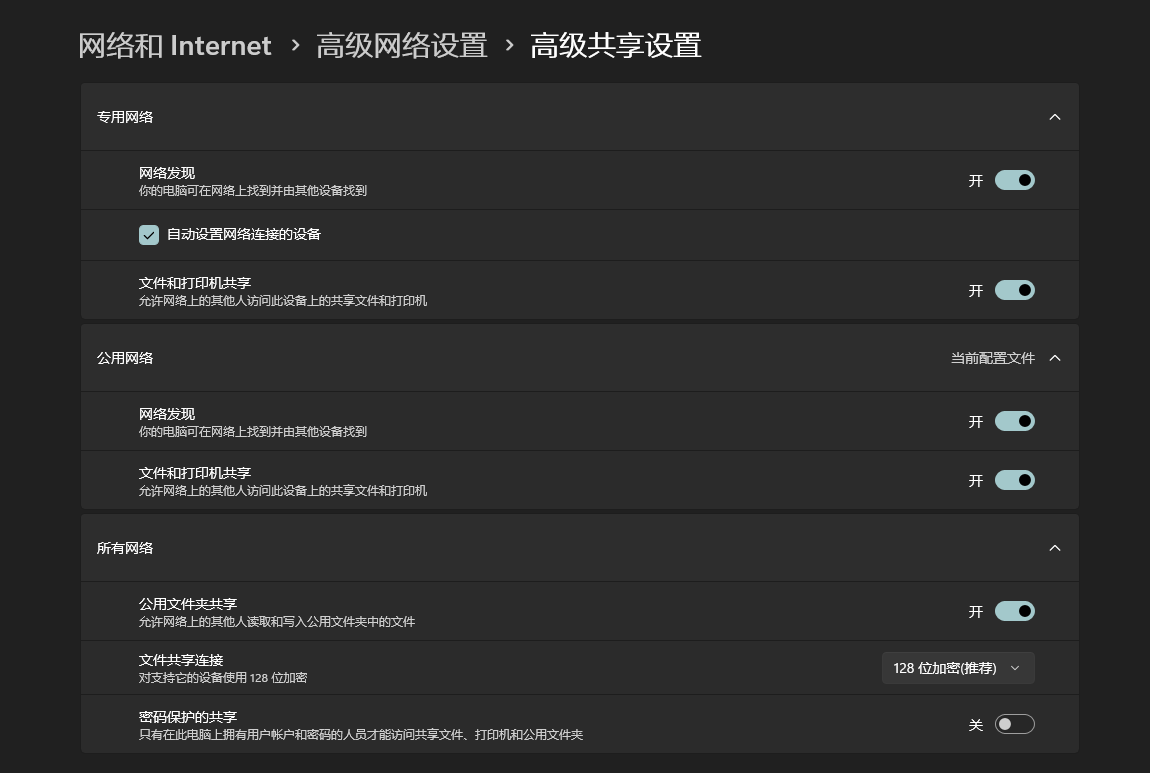 网络和 Internet › 高级网络设置 › 高级共享设置
专用网络
网络发现
你的电脑可在网络上找到并由其他设备找到
开
自动设置网络连接的设备
文件和打印机共享
允许网络上的其他人访问此设备上的共享文件和打印机
开
公用网络
当前配置文件
网络发现
你的电脑可在网络上找到并由其他设备找到
开
文件和打印机共享
允许网络上的其他人访问此设备上的共享文件和打印机
开
所有网络
公用文件夹共享
允许网络上的其他人读取和写入公用文件夹中的文件
开
文件共享连接
对支持它的设备使用 128 位加密
128 位加密(推荐)
密码保护的共享
只有在此电脑上拥有用户帐户和密码的人员才能访问共享文件、打印机和公用文件夹
关